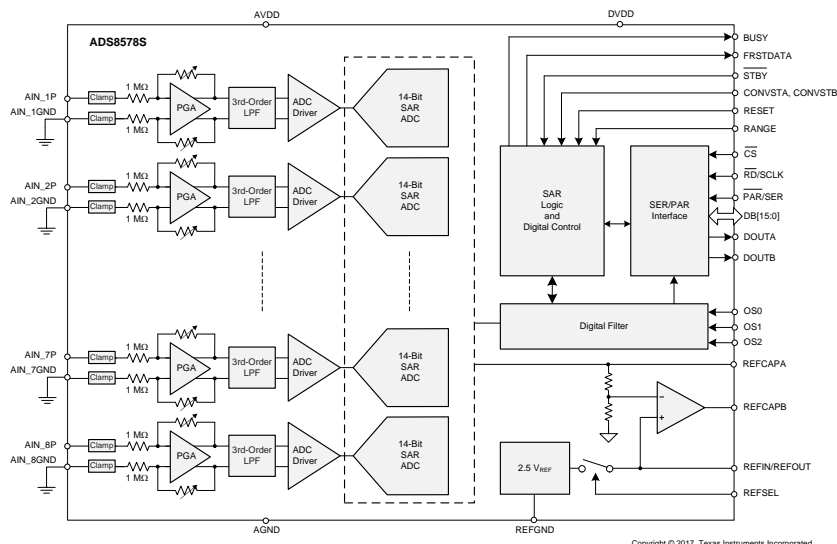 AVDD
DVDD
ADS8578S
BUSY
FRSTDATA
STBY
CONVSTA, CONVSTB
RESET
RANGE
CS
RD/SCLK
PAR/SER
DB[15:0]
DOUTA
DOUTB
OS0
OS1
OS2
REFCAPA
REFCAPB
REFIN/REFOUT
REFSEL
AIN_1P
AIN_1GND
Clamp
Clamp
1 MΩ
1 MΩ
PGA
3rd-Order
LPF
ADC
Driver
14-Bit
SAR
ADC
AIN_2P
AIN_2GND
Clamp
Clamp
1 MΩ
1 MΩ
PGA
3rd-Order
LPF
ADC
Driver
14-Bit
SAR
ADC
AIN_7P
AIN_7GND
Clamp
Clamp
1 MΩ
1 MΩ
PGA
3rd-Order
LPF
ADC
Driver
14-Bit
SAR
ADC
AIN_8P
AIN_8GND
Clamp
Clamp
1 MΩ
1 MΩ
PGA
3rd-Order
LPF
ADC
Driver
14-Bit
SAR
ADC
SAR
Logic
and
Digital Control
SER/PAR
Interface
Digital Filter
2.5 VREF
AGND
REFGND
Copyright © 2017, Texas Instruments Incorporated